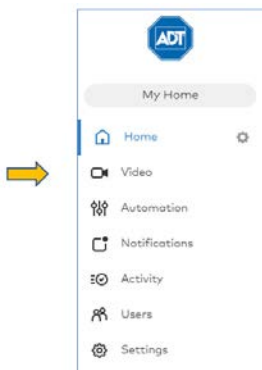 ADT
My Home
Home
Video
Automation
Notifications
Activity
Users
Settings